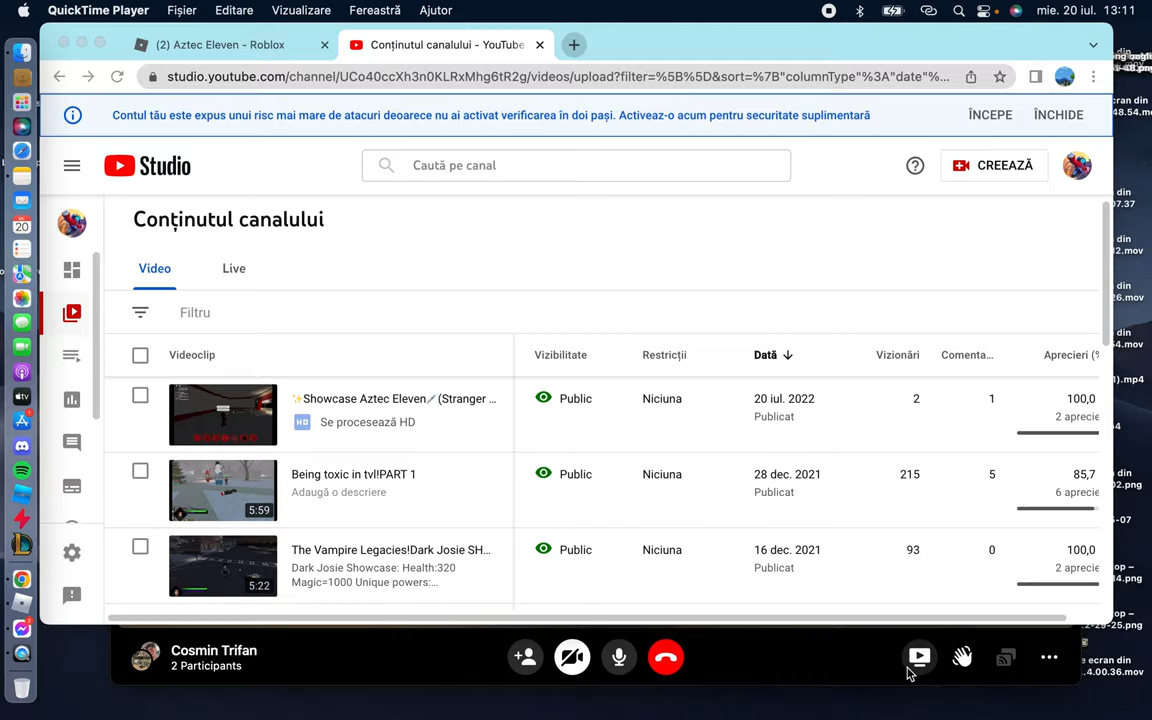 QuickTime Player Fișier Editare Vizualizare Fereastră Ajutor mie. 20 iul. 13:11
(2) Aztec Eleven - Roblox Conținutul canalului - YouTube
studio.youtube.com/channel/UCo40ccXh3n0KLRxMhg6tR2g/videos/upload?filter=%5B%5D&sort=%7B"columnType"%3A"date"%...
Contul tău este expus unui risc mai mare de atacuri deoarece nu ai activat verificarea în doi pași. Activeaz-o acum pentru securitate suplimentară ÎNCEPE ÎNCHIDE
Studio Caută pe canal CREEAZĂ
Conținutul canalului
Video Live
Filtru
Videoclip Vizibilitate Restricții Dată Vizionări Comenta... Aprecieri (%
✨Showcase Aztec Eleven (Stranger ... Public Niciuna 20 iul. 2022 2 1 100,0
HD Se procesează HD Publicat 2 aprecie
Being toxic in tvl!PART 1 Public Niciuna 28 dec. 2021 215 5 85,7
Adaugă o descriere Publicat 6 aprecie
5:59
The Vampire Legacies!Dark Josie SH... Public Niciuna 16 dec. 2021 93 0 100,0
Dark Josie Showcase: Health:320 Publicat 2 aprecie
Magic=1000 Unique powers:...
5:22
Cosmin Trifan
2 Participants